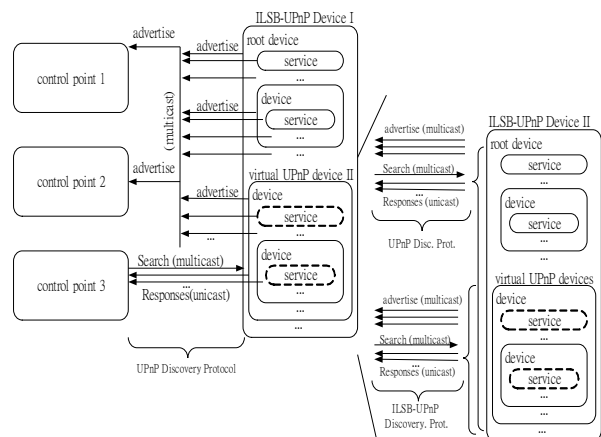 ILSB-UPnP Device I
advertise
advertise
root device
service
...
control point 1
advertise
device
service
...
...
(multicast)
control point 2
advertise
virtual UPnP device II
advertise
device
service
...
...
Search (multicast)
device
service
control point 3
...
Responses(unicast)
...
...
...
UPnP Discovery Protocol
advertise (multicast)
Search (multicast)
...
Responses (unicast)
UPnP Disc. Prot.
advertise (multicast)
Search (multicast)
...
Responses (unicast)
ILSB-UPnP
Discovery. Prot.
ILSB-UPnP Device II
root device
service
...
device
service
...
...
virtual UPnP devices
device
service
...
device
service
...
...